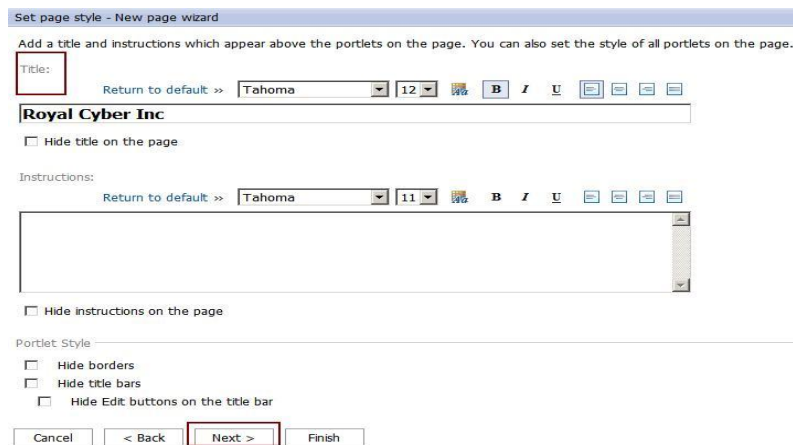 Set page style - New page wizard
Add a title and instructions which appear above the portlets on the page. You can also set the style of all portlets on the page.
Title:
Return to default » Tahoma 12 B I U
Royal Cyber Inc
Hide title on the page
Instructions:
Return to default » Tahoma 11 B I U
Hide instructions on the page
Portlet Style
Hide borders
Hide title bars
Hide Edit buttons on the title bar
Cancel < Back Next > Finish